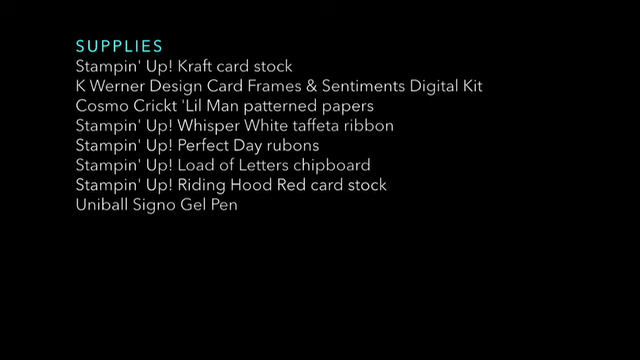 SUPPLIES
Stampin' Up! Kraft card stock
K Werner Design Card Frames & Sentiments Digital Kit
Cosmo Crickt 'Lil Man patterned papers
Stampin' Up! Whisper White taffeta ribbon
Stampin' Up! Perfect Day rubons
Stampin' Up! Load of Letters chipboard
Stampin' Up! Riding Hood Red card stock
Uniball Signo Gel Pen